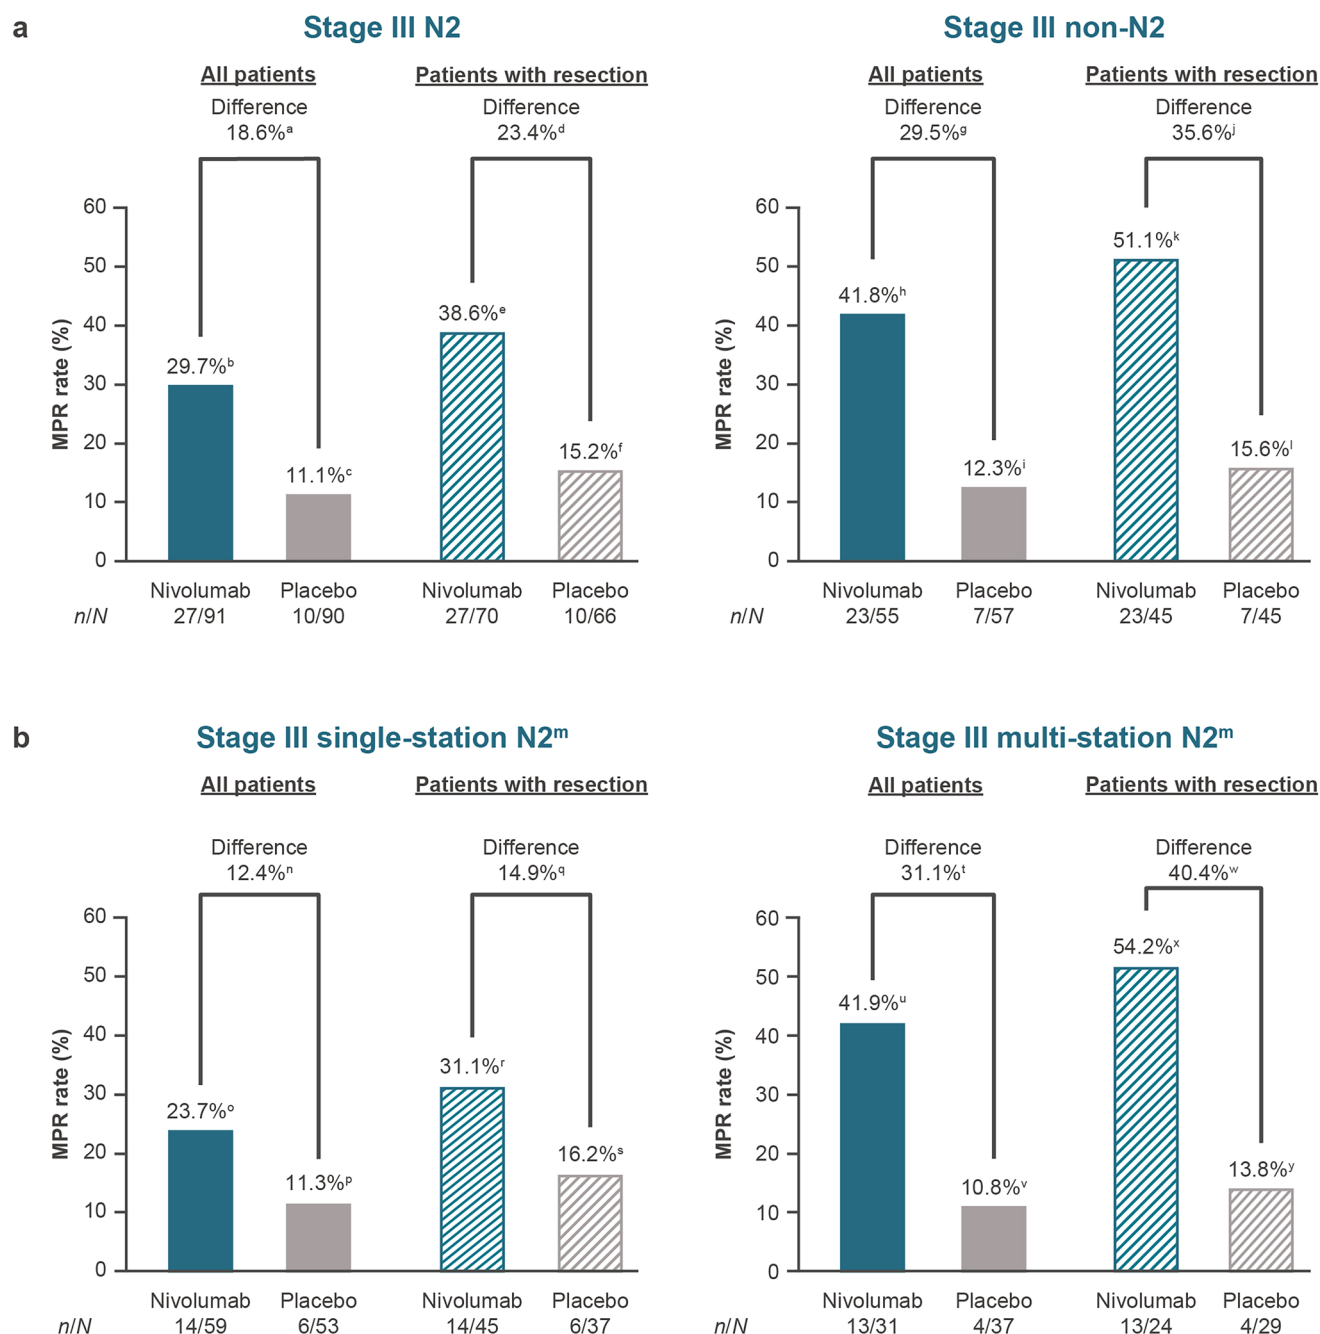 a
Stage III N2
All patients
Patients with resection
Difference
18.6%ᵃ
Difference
23.4%ᵈ
MPR rate (%)
60
50
40
30
20
10
0
29.7%ᵇ
11.1%ᶜ
38.6%ᵉ
15.2%ᶠ
Nivolumab Placebo Nivolumab Placebo
n/N 27/91 10/90 27/70 10/66
Stage III non-N2
All patients
Patients with resection
Difference
29.5%ᵍ
Difference
35.6%ʲ
MPR rate (%)
60
50
40
30
20
10
0
41.8%ʰ
12.3%ⁱ
51.1%ᵏ
15.6%ˡ
Nivolumab Placebo Nivolumab Placebo
n/N 23/55 7/57 23/45 7/45
b
Stage III single-station N2ᵐ
All patients
Patients with resection
Difference
12.4%ⁿ
Difference
14.9%q
MPR rate (%)
60
50
40
30
20
10
0
23.7%ᵒ
11.3%ᵖ
31.1%ʳ
16.2%ˢ
Nivolumab Placebo Nivolumab Placebo
n/N 14/59 6/53 14/45 6/37
Stage III multi-station N2ᵐ
All patients
Patients with resection
Difference
31.1%ᵗ
Difference
40.4%ʷ
MPR rate (%)
60
50
40
30
20
10
0
41.9%ᵘ
10.8%ᵛ
54.2%ˣ
13.8%ʸ
Nivolumab Placebo Nivolumab Placebo
n/N 13/31 4/37 13/24 4/29